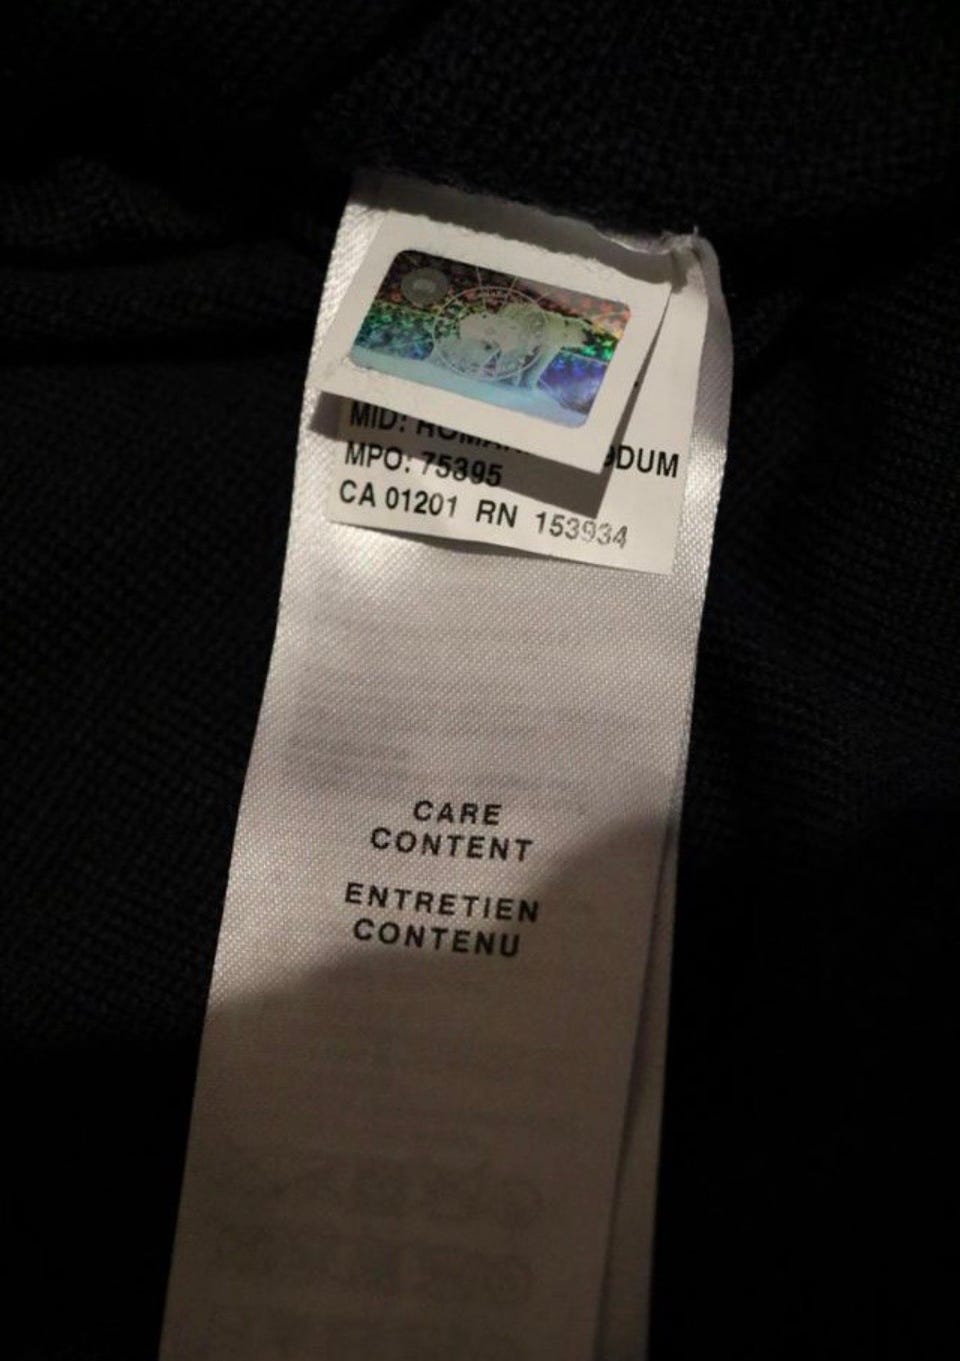 MID:
MPO: 75395
CA 01201 RN 153934
CARE
CONTENT
ENTRETIEN
CONTENU